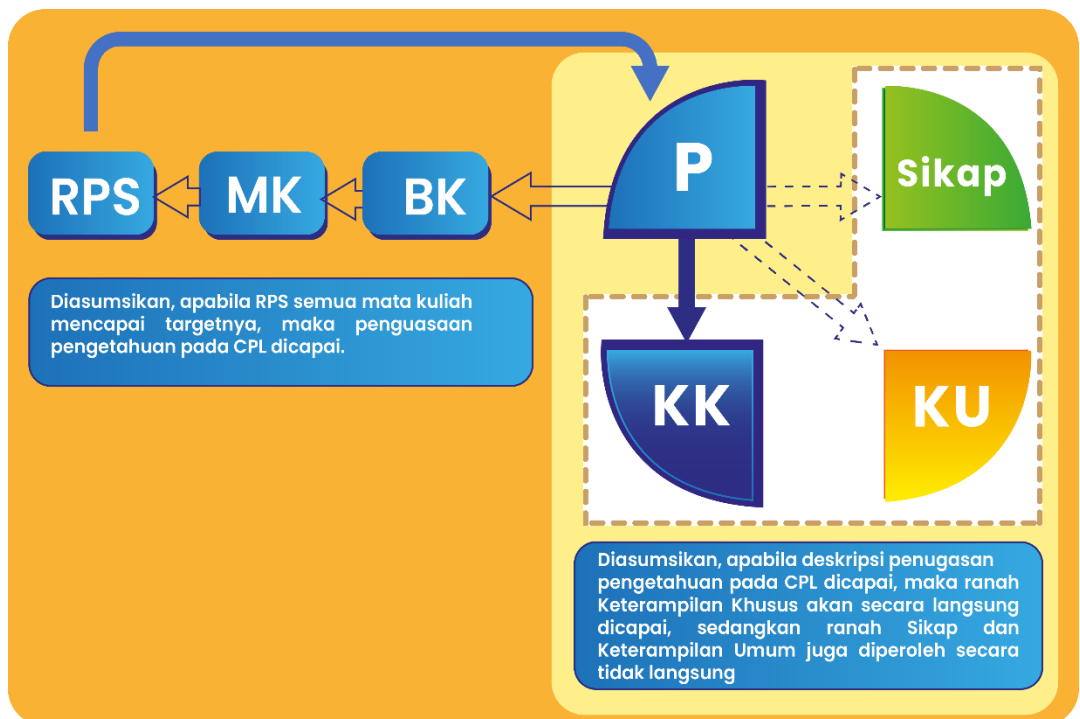 P
Sikap
RPS
MK
BK
Diasumsikan, apabila RPS semua mata kuliah
mencapai targetnya, maka penguasaan
pengetahuan pada CPL dicapai.
KK
KU
Diasumsikan, apabila deskripsi penugasan
pengetahuan pada CPL dicapai, maka ranah
Keterampilan Khusus akan secara langsung
dicapai, sedangkan ranah Sikap dan
Keterampilan Umum juga diperoleh secara
tidak langsung